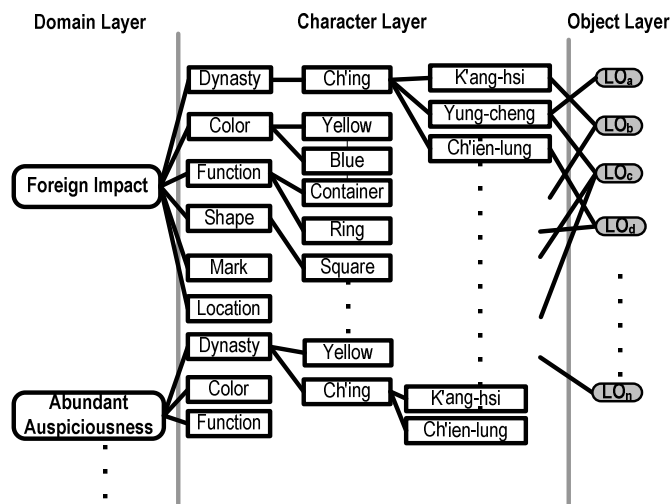 Domain Layer
Character Layer
Object Layer
Dynasty
Ch'ing
K'ang-hsi
LOa
Color
Yellow
Yung-cheng
LOb
Blue
Ch'ien-lung
Foreign Impact
Function
Container
LOc
Shape
Ring
LOd
Mark
Square
Location
Dynasty
Yellow
Abundant
Auspiciousness
Color
Ch'ing
K'ang-hsi
LOn
Function
Ch'ien-lung